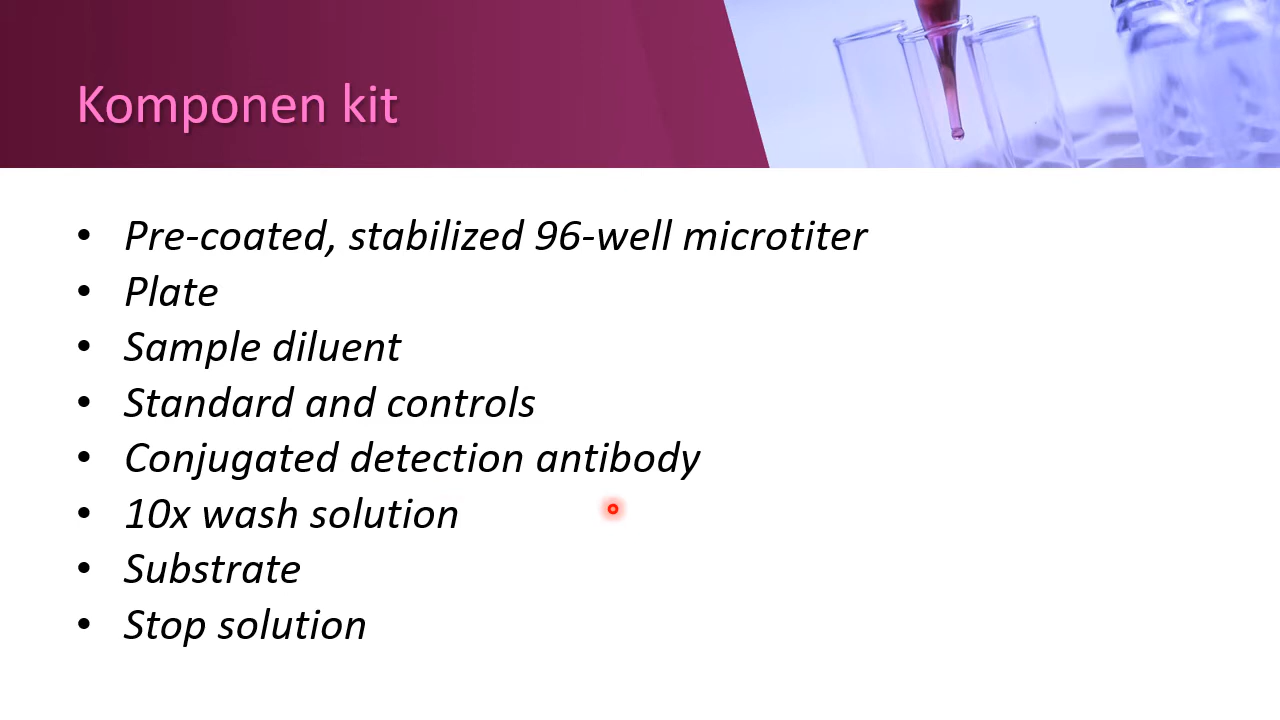 Komponen kit
• Pre-coated, stabilized 96-well microtiter
• Plate
• Sample diluent
• Standard and controls
• Conjugated detection antibody
• 10x wash solution
• Substrate
• Stop solution